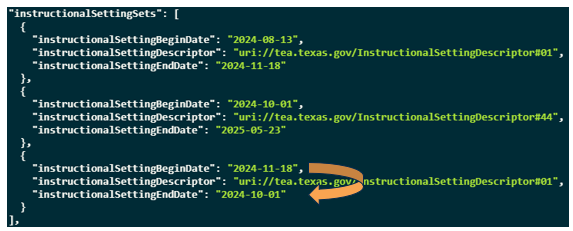 "instructionalSettingSets": [
{
"instructionalSettingBeginDate": "2024-08-13",
"instructionalSettingDescriptor": "uri://tea.texas.gov/InstructionalSettingDescriptor#01",
"instructionalSettingEndDate": "2024-11-18"
},
{
"instructionalSettingBeginDate": "2024-10-01",
"instructionalSettingDescriptor": "uri://tea.texas.gov/InstructionalSettingDescriptor#44",
"instructionalSettingEndDate": "2025-05-23"
},
{
"instructionalSettingBeginDate": "2024-11-18",
"instructionalSettingDescriptor": "uri://tea.texas.gov/InstructionalSettingDescriptor#01",
"instructionalSettingEndDate": "2024-10-01"
}
],